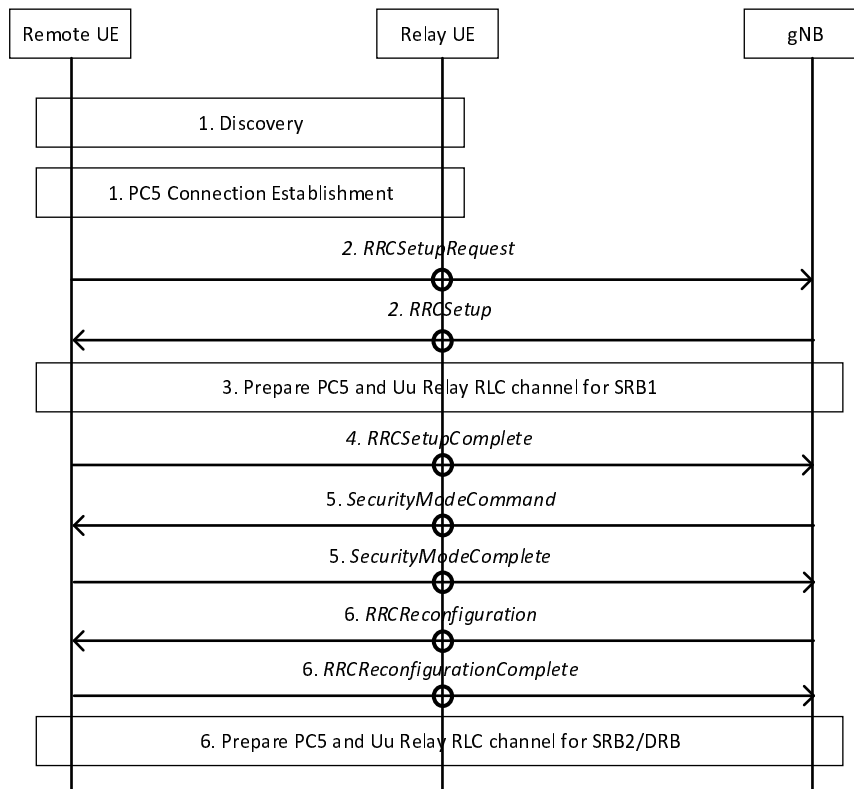 Remote UE
Relay UE
gNB
1. Discovery
1. PC5 Connection Establishment
2. RRCSetupRequest
2. RRCSetup
3. Prepare PC5 and Uu Relay RLC channel for SRB1
4. RRCSetupComplete
5. SecurityModeCommand
5. SecurityModeComplete
6. RRCReconfiguration
6. RRCReconfigurationComplete
6. Prepare PC5 and Uu Relay RLC channel for SRB2/DRB